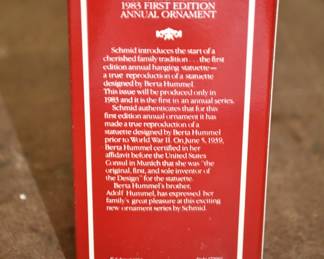 1983 FIRST EDITION
ANNUAL ORNAMENT
Schmid introduces the start of a
cherished family tradition . . . the first
edition annual hanging statuette—
a true reproduction of a statuette
designed by Berta Hummel.
This issue will be produced only in
1983 and it is the first in an annual series.
Schmid authenticates that for this
first edition annual ornament it has
made a true reproduction of a
statuette designed by Berta Hummel
prior to World War II. On June 5, 1939,
Berta Hummel certified in her
affidavit before the United States
Consul in Munich that she was "the
original, first, and sole inventor of
the Design" for the statuette.
Berta Hummel's brother,
Adolf Hummel, has expressed her
family's great pleasure at this exciting
new ornament series by Schmid.